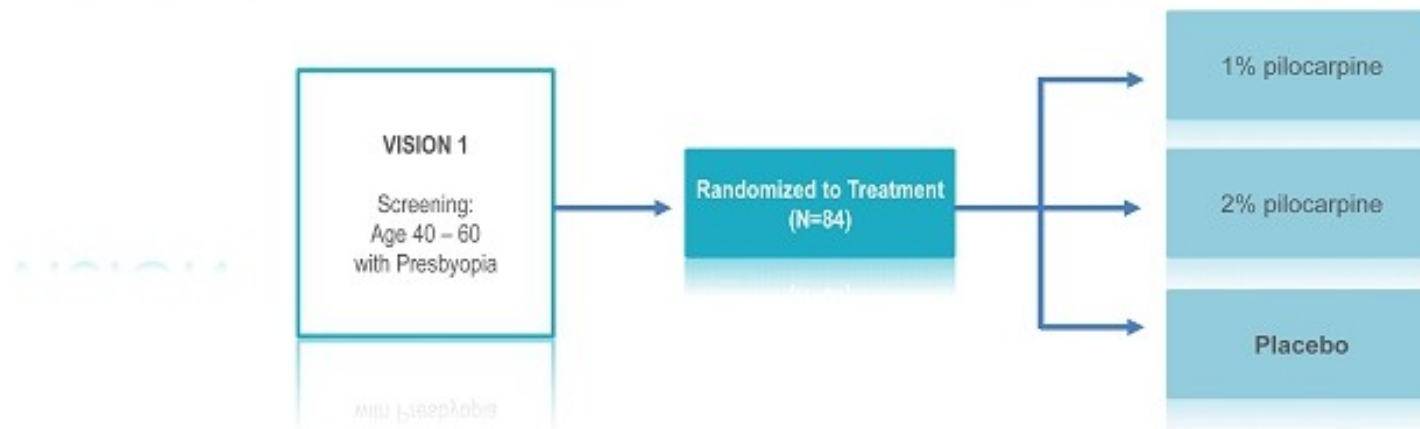 VISION 1
Screening:
Age 40 – 60
with Presbyopia
Randomized to Treatment
(N=84)
1% pilocarpine
2% pilocarpine
Placebo